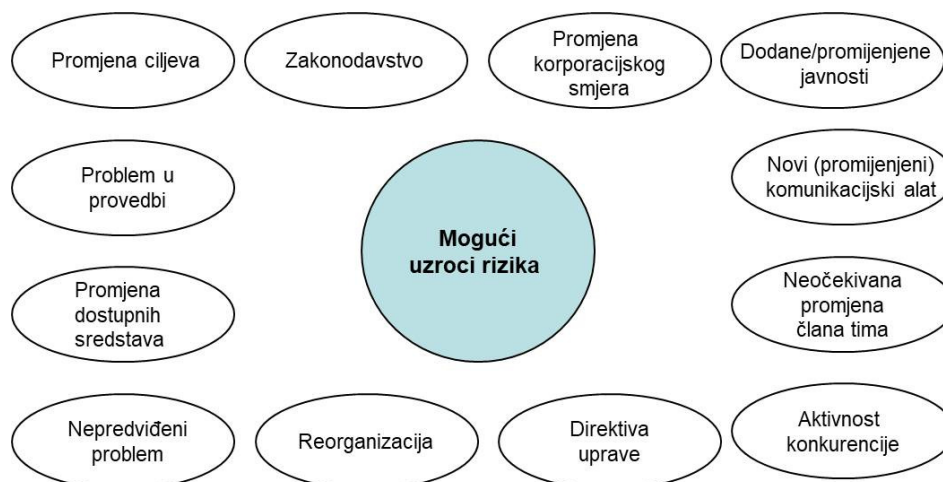 Promjena ciljeva
Zakonodavstvo
Promjena
korporacijskog
smjera
Dodane/promijenjene
javnosti
Problem u
provedbi
Novi (promijenjeni)
komunikacijski alat
Mogući
uzroci rizika
Promjena
dostupnih
sredstava
Neočekivana
promjena
člana tima
Nepredviđeni
problem
Reorganizacija
Direktiva
uprave
Aktivnost
konkurencije